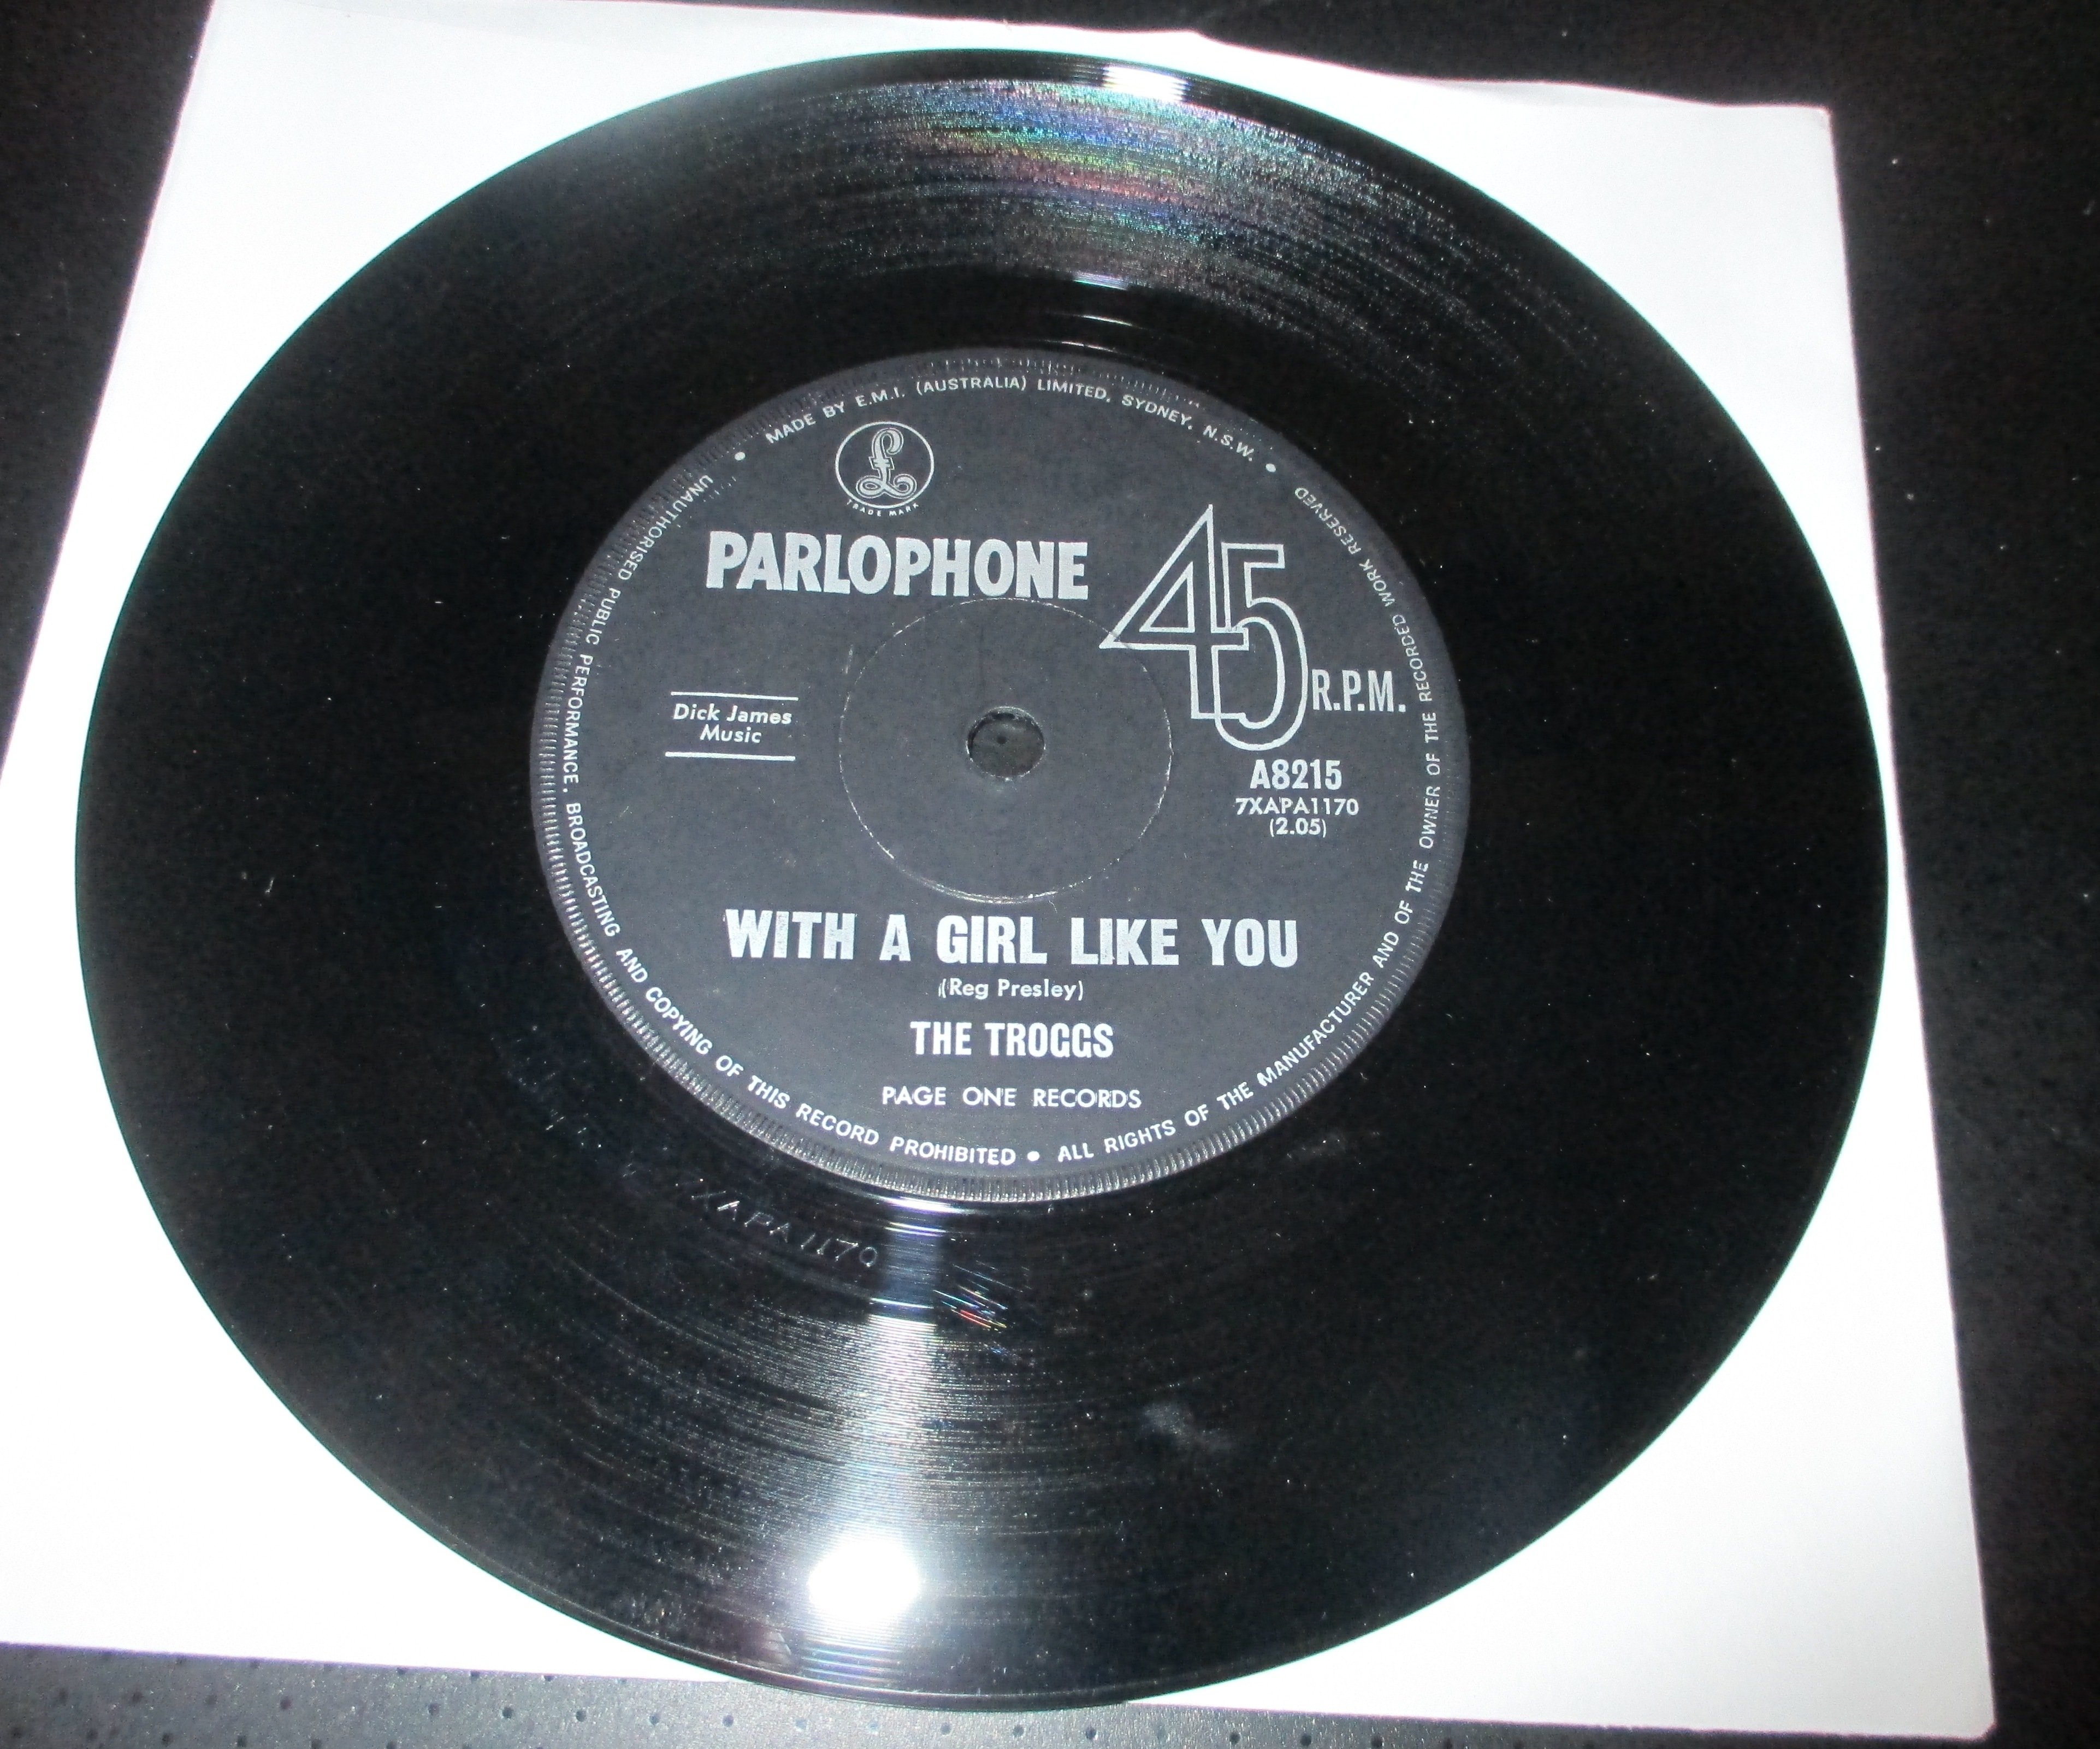 MADE BY E.M.I. (AUSTRALIA) LIMITED, SYDNEY, N.S.W.
£
TRADE MARK
PARLOPHONE
45 R.P.M.
Dick James
Music
A8215
7XAPA1170
(2.05)
WITH A GIRL LIKE YOU
(Reg Presley)
THE TROGGS
PAGE ONE RECORDS
UNAUTHORISED PUBLIC PERFORMANCE, BROADCASTING AND COPYING OF THIS RECORD PROHIBITED • ALL RIGHTS OF THE MANUFACTURER AND OF THE OWNER OF THE RECORDED WORK RESERVED
7XAPA1170